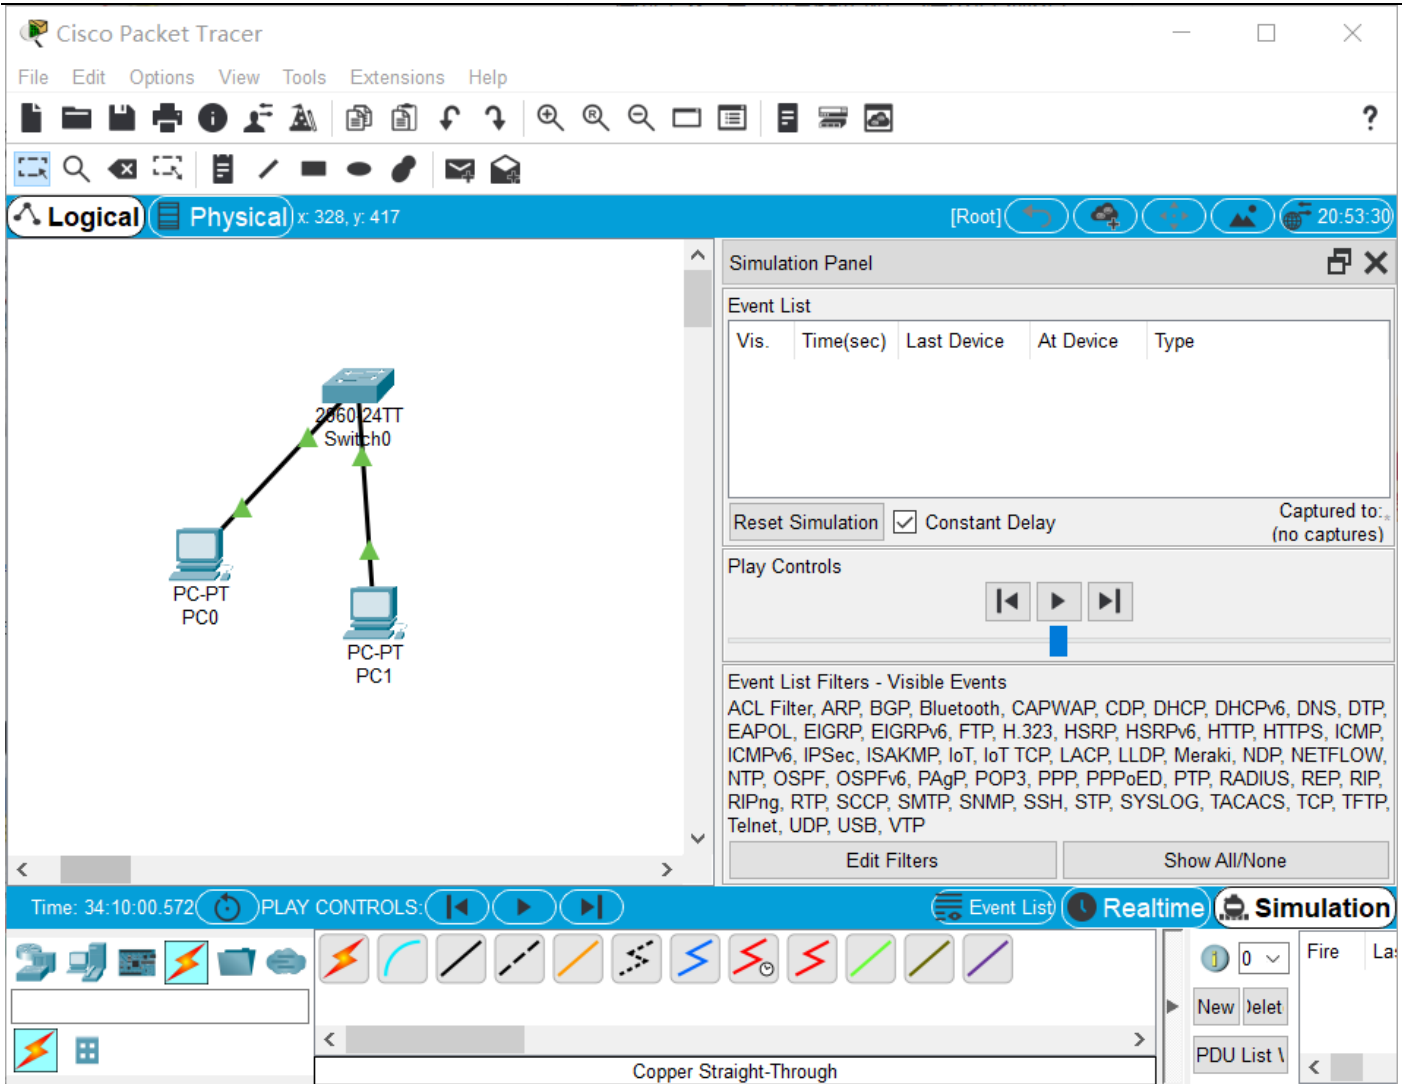 Cisco Packet Tracer
File Edit Options View Tools Extensions Help
?
Logical Physical x: 328, y: 417 [Root] 20:53:30
Simulation Panel
Event List
Vis. Time(sec) Last Device At Device Type
2960-24TT
Switch0
PC-PT
PC0
PC-PT
PC1
Reset Simulation Constant Delay Captured to:
(no captures)
Play Controls
Event List Filters - Visible Events
ACL Filter, ARP, BGP, Bluetooth, CAPWAP, CDP, DHCP, DHCPv6, DNS, DTP,
EAPOL, EIGRP, EIGRPv6, FTP, H.323, HSRP, HSRPv6, HTTP, HTTPS, ICMP,
ICMPv6, IPSec, ISAKMP, IoT, IoT TCP, LACP, LLDP, Meraki, NDP, NETFLOW,
NTP, OSPF, OSPFv6, PAgP, POP3, PPP, PPPoED, PTP, RADIUS, REP, RIP,
RIPng, RTP, SCCP, SMTP, SNMP, SSH, STP, SYSLOG, TACACS, TCP, TFTP,
Telnet, UDP, USB, VTP
Edit Filters Show All/None
Time: 34:10:00.572 PLAY CONTROLS: Event List Realtime Simulation
0 Fire La
New Delet
PDU List
Copper Straight-Through